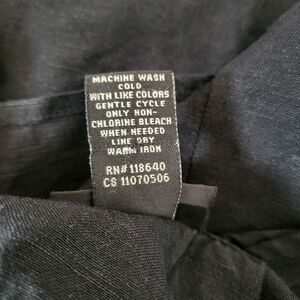 MACHINE WASH
COLD
WITH LIKE COLORS
GENTLE CYCLE
ONLY NON-
CHLORINE BLEACH
WHEN NEEDED
LINE DRY
WARM IRON
RN# 118640
CS 11070506